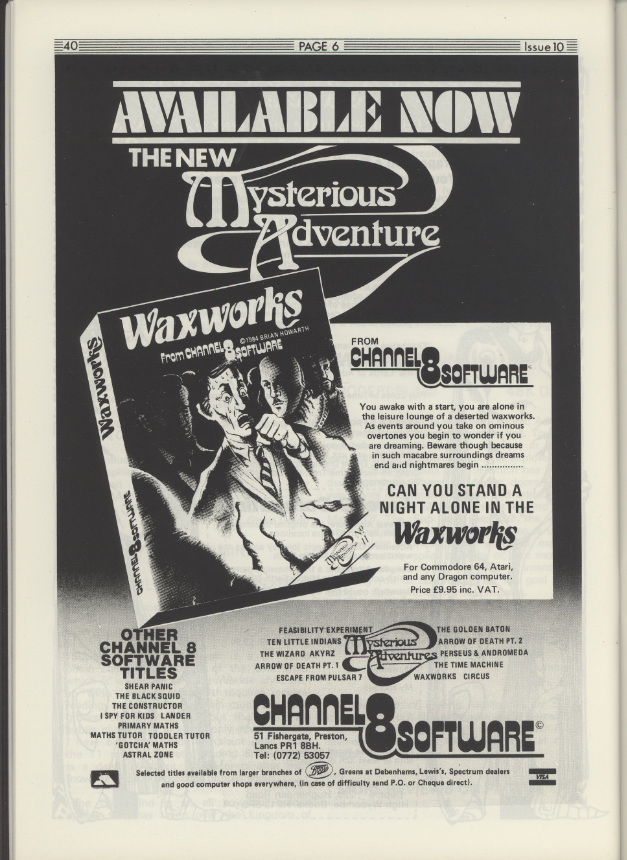 40 PAGE 6 Issue 10
AVAILABLE NOW
THE NEW
Mysterious
Adventure
Waxworks
© 1984 BRIAN HOWARTH
From CHANNEL 8 SOFTWARE
Waxworks
CHANNEL 8 SOFTWARE
Mysterious
Adventure
No
11
FROM
CHANNEL 8 SOFTWARE
You awake with a start, you are alone in
the leisure lounge of a deserted waxworks.
As events around you take on ominous
overtones you begin to wonder if you
are dreaming. Beware though because
in such macabre surroundings dreams
end and nightmares begin ................
CAN YOU STAND A
NIGHT ALONE IN THE
Waxworks
For Commodore 64, Atari,
and any Dragon computer.
Price £9.95 inc. VAT.
OTHER
CHANNEL 8
SOFTWARE
TITLES
SHEAR PANIC
THE BLACK SQUID
THE CONSTRUCTOR
I SPY FOR KIDS LANDER
PRIMARY MATHS
MATHS TUTOR TODDLER TUTOR
'GOTCHA' MATHS
ASTRAL ZONE
FEASIBILITY EXPERIMENT
TEN LITTLE INDIANS
THE WIZARD AKYRZ
ARROW OF DEATH PT. 1
ESCAPE FROM PULSAR 7
Mysterious
Adventures
THE GOLDEN BATON
ARROW OF DEATH PT. 2
PERSEUS & ANDROMEDA
THE TIME MACHINE
WAXWORKS CIRCUS
CHANNEL 8 SOFTWARE ©
51 Fishergate, Preston,
Lancs PR1 8BH.
Tel: (0772) 53057
Selected titles available from larger branches of Boots, Greens at Debenhams, Lewis's, Spectrum dealers
and good computer shops everywhere, (in case of difficulty send P.O. or Cheque direct).
VISA